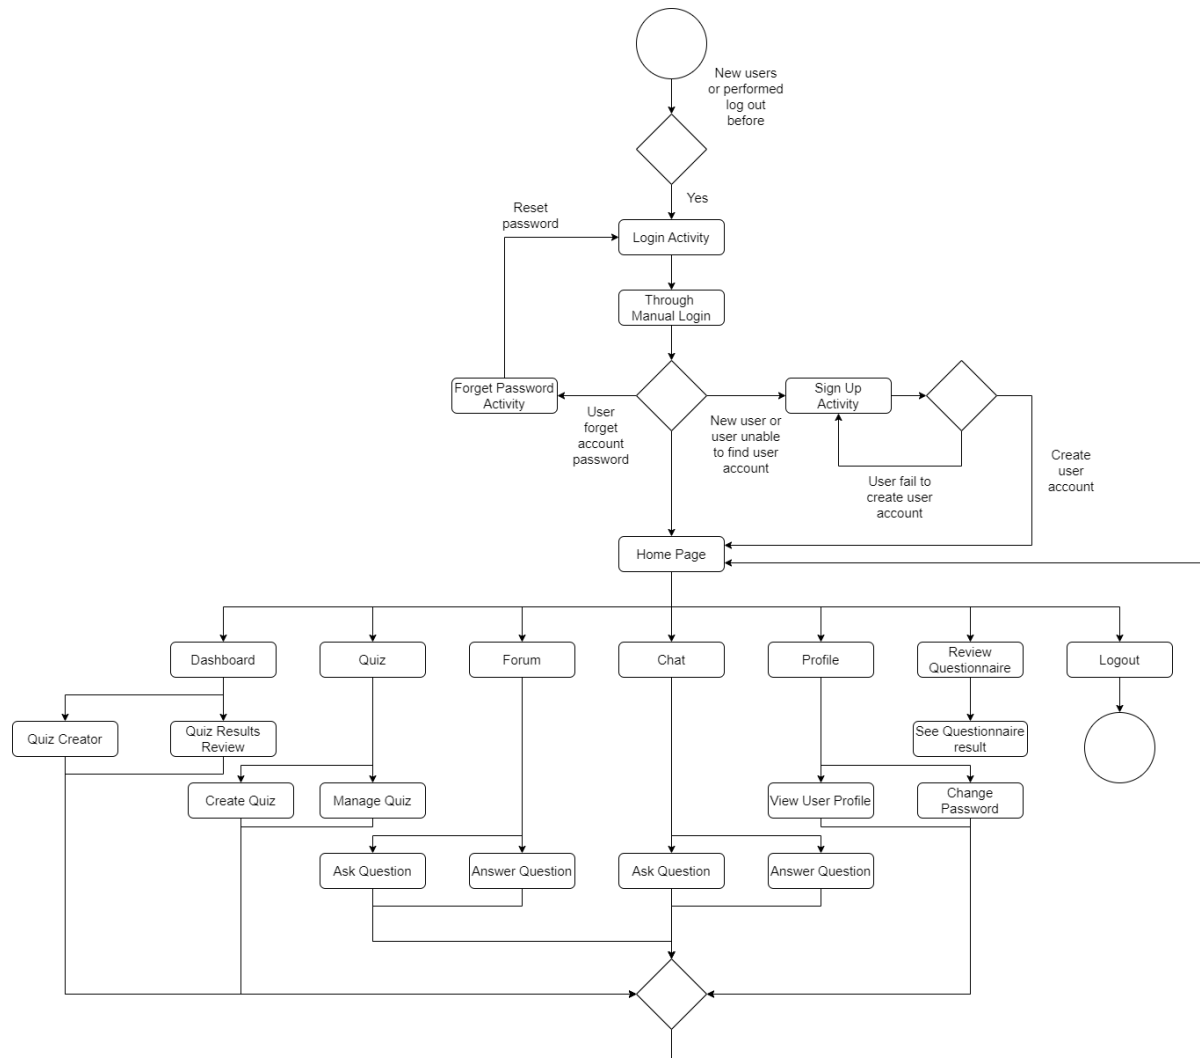 New users
or performed
log out
before
Yes
Reset
password
Login Activity
Through
Manual Login
Forget Password
Activity
User
forget
account
password
New user or
user unable
to find user
account
Sign Up
Activity
User fail to
create user
account
Create
user
account
Home Page
Dashboard
Quiz
Forum
Chat
Profile
Review
Questionnaire
Logout
Quiz Creator
Quiz Results
Review
See Questionnaire
result
Create Quiz
Manage Quiz
View User Profile
Change
Password
Ask Question
Answer Question
Ask Question
Answer Question